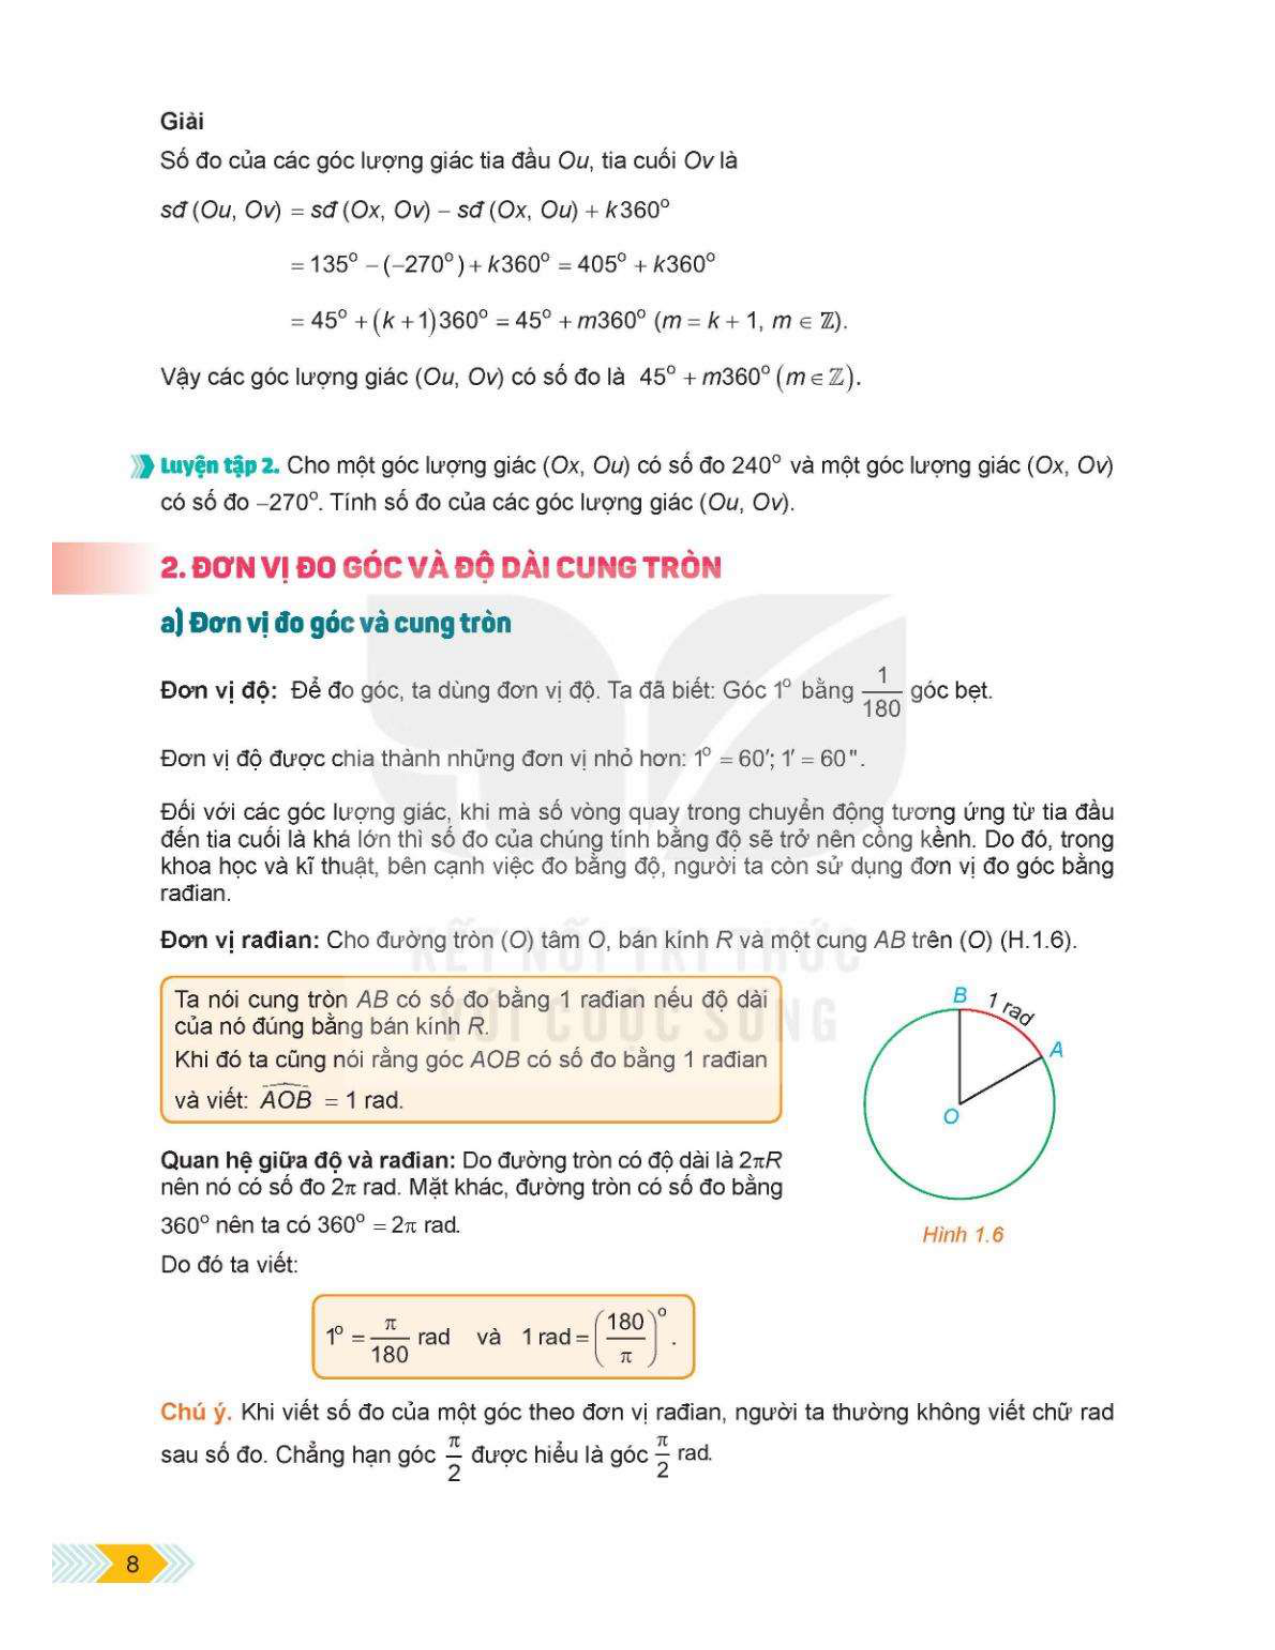 Giải
Số đo của các góc lượng giác tia đầu Ou, tia cuối Ov là
sđ (Ou, Ov) = sđ (Ox, Ov) – sđ (Ox, Ou) + k360°
= 135° – (–270°) + k360° = 405° + k360°
= 45° + (k + 1)360° = 45° + m360° (m = k + 1, m ∈ ℤ).
Vậy các góc lượng giác (Ou, Ov) có số đo là 45° + m360° (m ∈ ℤ).
Luyện tập 2. Cho một góc lượng giác (Ox, Ou) có số đo 240° và một góc lượng giác (Ox, Ov)
có số đo –270°. Tính số đo của các góc lượng giác (Ou, Ov).
2. ĐƠN VỊ ĐO GÓC VÀ ĐỘ DÀI CUNG TRÒN
a) Đơn vị đo góc và cung tròn
Đơn vị độ: Để đo góc, ta dùng đơn vị độ. Ta đã biết: Góc 1° bằng 1/180 góc bẹt.
Đơn vị độ được chia thành những đơn vị nhỏ hơn: 1° = 60'; 1' = 60".
Đối với các góc lượng giác, khi mà số vòng quay trong chuyển động tương ứng từ tia đầu
đến tia cuối là khá lớn thì số đo của chúng tính bằng độ sẽ trở nên cồng kềnh. Do đó, trong
khoa học và kĩ thuật, bên cạnh việc đo bằng độ, người ta còn sử dụng đơn vị đo góc bằng
rađian.
Đơn vị rađian: Cho đường tròn (O) tâm O, bán kính R và một cung AB trên (O) (H.1.6).
KẾT NỐI TRI THỨC
VỚI CUỘC SỐNG
Ta nói cung tròn AB có số đo bằng 1 rađian nếu độ dài
của nó đúng bằng bán kính R.
Khi đó ta cũng nói rằng góc AOB có số đo bằng 1 rađian
và viết: AOB = 1 rad.
B
1 rad
A
O
Hình 1.6
Quan hệ giữa độ và rađian: Do đường tròn có độ dài là 2πR
nên nó có số đo 2π rad. Mặt khác, đường tròn có số đo bằng
360° nên ta có 360° = 2π rad.
Do đó ta viết:
1° = π/180 rad và 1 rad = (180/π)°.
Chú ý. Khi viết số đo của một góc theo đơn vị rađian, người ta thường không viết chữ rad
sau số đo. Chẳng hạn góc π/2 được hiểu là góc π/2 rad.
8